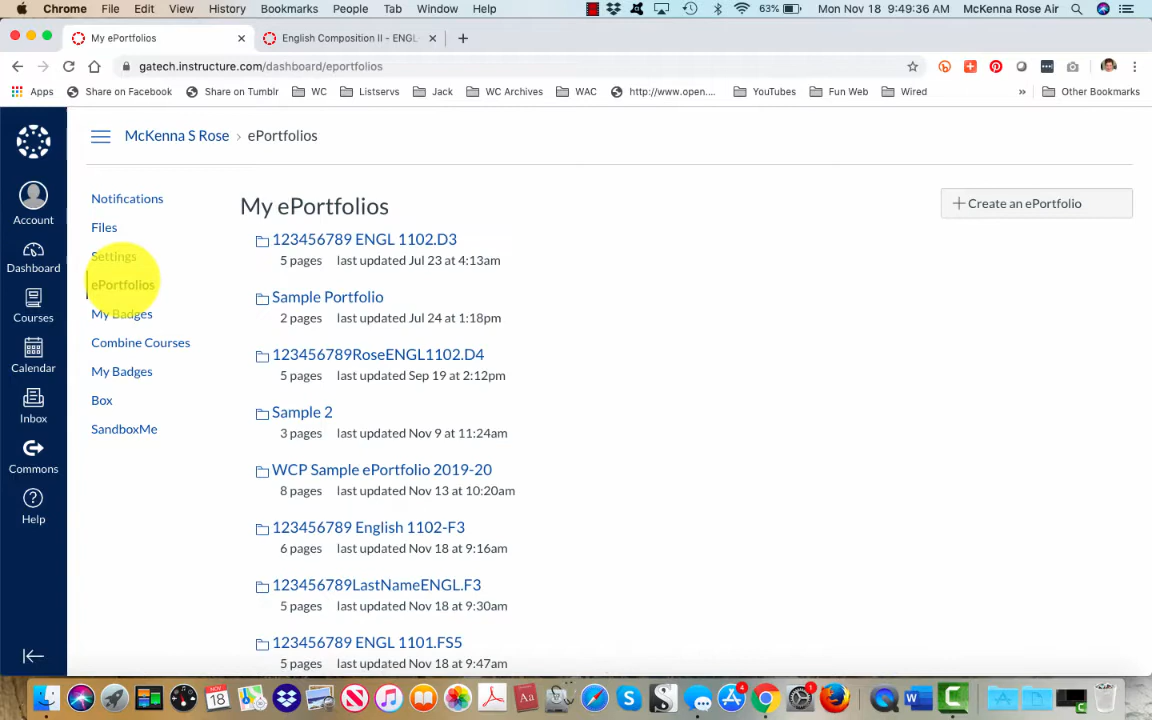 Chrome File Edit View History Bookmarks People Tab Window Help 63% Mon Nov 18 9:49:36 AM McKenna Rose Air
My ePortfolios English Composition II - ENGL
gatech.instructure.com/dashboard/eportfolios
Apps Share on Facebook Share on Tumblr WC Listservs Jack WC Archives WAC http://www.open.... YouTubes Fun Web Wired » Other Bookmarks
McKenna S Rose › ePortfolios
Account
Dashboard
Courses
Calendar
Inbox
Commons
Help
Notifications
Files
Settings
ePortfolios
My Badges
Combine Courses
My Badges
Box
SandboxMe
My ePortfolios
Create an ePortfolio
123456789 ENGL 1102.D3
5 pages last updated Jul 23 at 4:13am
Sample Portfolio
2 pages last updated Jul 24 at 1:18pm
123456789RoseENGL1102.D4
5 pages last updated Sep 19 at 2:12pm
Sample 2
3 pages last updated Nov 9 at 11:24am
WCP Sample ePortfolio 2019-20
8 pages last updated Nov 13 at 10:20am
123456789 English 1102-F3
6 pages last updated Nov 18 at 9:16am
123456789LastNameENGL.F3
5 pages last updated Nov 18 at 9:30am
123456789 ENGL 1101.FS5
5 pages last updated Nov 18 at 9:47am